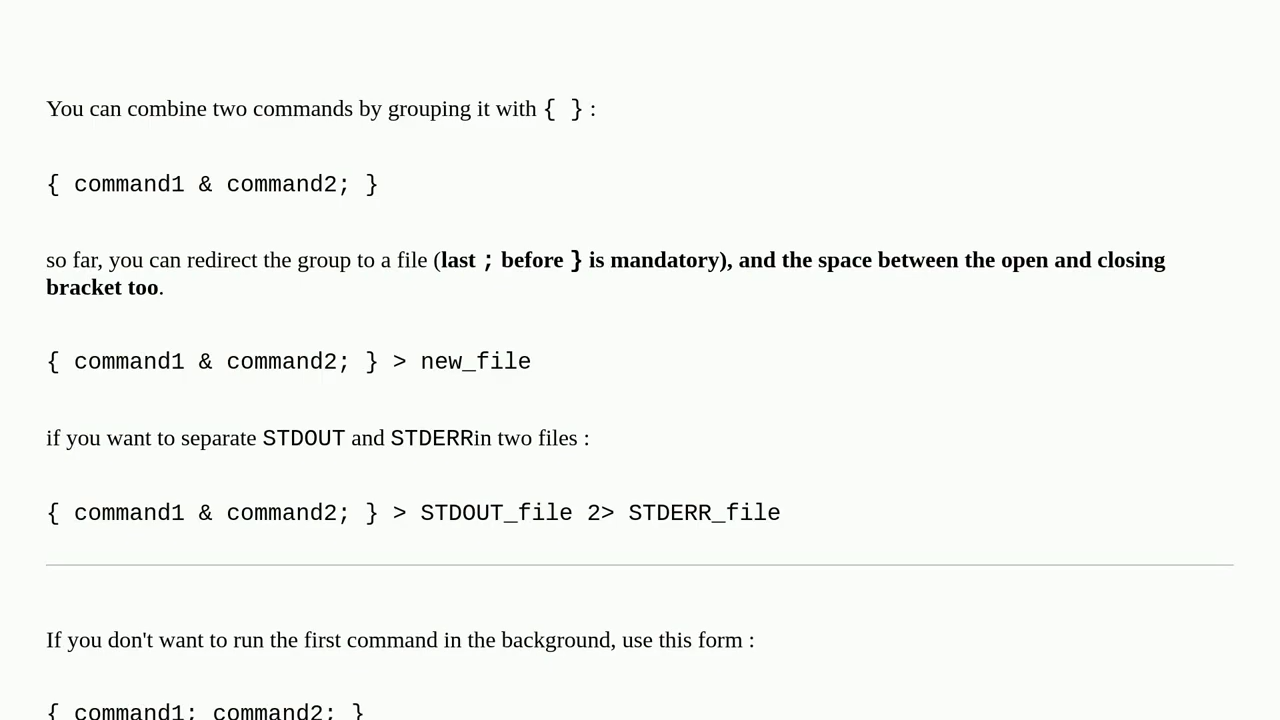 You can combine two commands by grouping it with { } :
{ command1 & command2; }
so far, you can redirect the group to a file (last ; before } is mandatory), and the space between the open and closing
bracket too.
{ command1 & command2; } > new_file
if you want to separate STDOUT and STDERRin two files :
{ command1 & command2; } > STDOUT_file 2> STDERR_file
If you don't want to run the first command in the background, use this form :
{ command1; command2; }